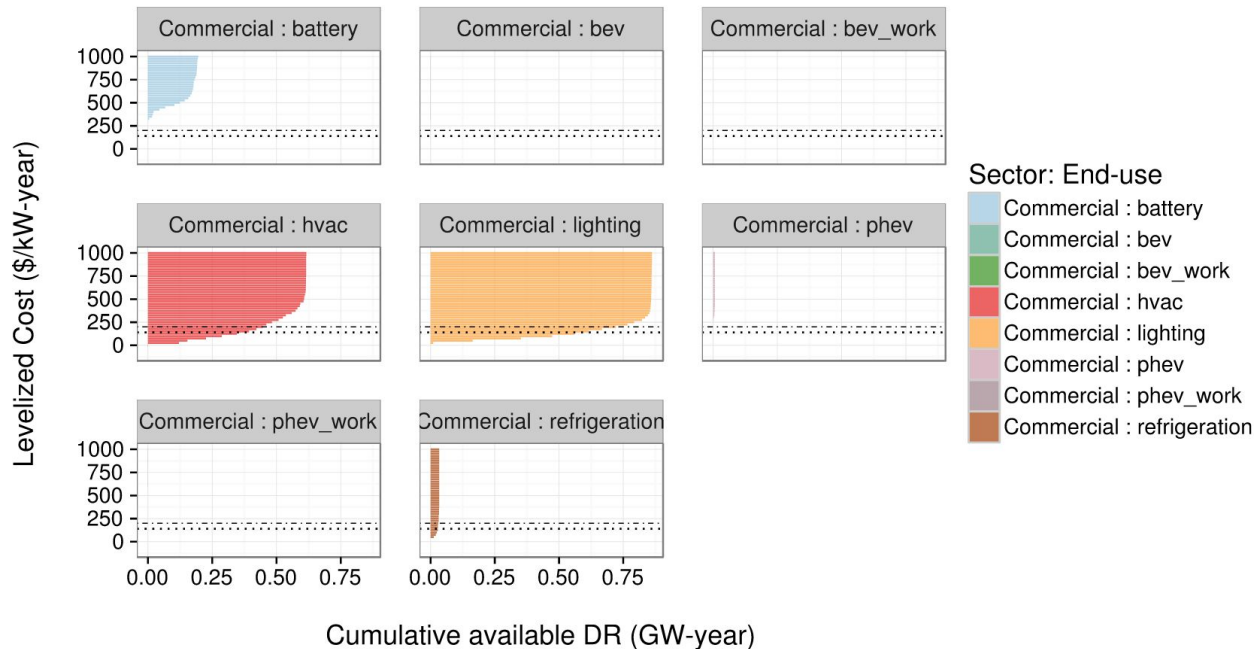 Commercial : battery
Commercial : bev
Commercial : bev_work
1000
750
500
250
0
Commercial : hvac
Commercial : lighting
Commercial : phev
1000
750
500
250
0
Commercial : phev_work
Commercial : refrigeration
1000
750
500
250
0
0.00 0.25 0.50 0.75
0.00 0.25 0.50 0.75
Levelized Cost ($/kW-year)
Cumulative available DR (GW-year)
Sector: End-use
Commercial : battery
Commercial : bev
Commercial : bev_work
Commercial : hvac
Commercial : lighting
Commercial : phev
Commercial : phev_work
Commercial : refrigeration